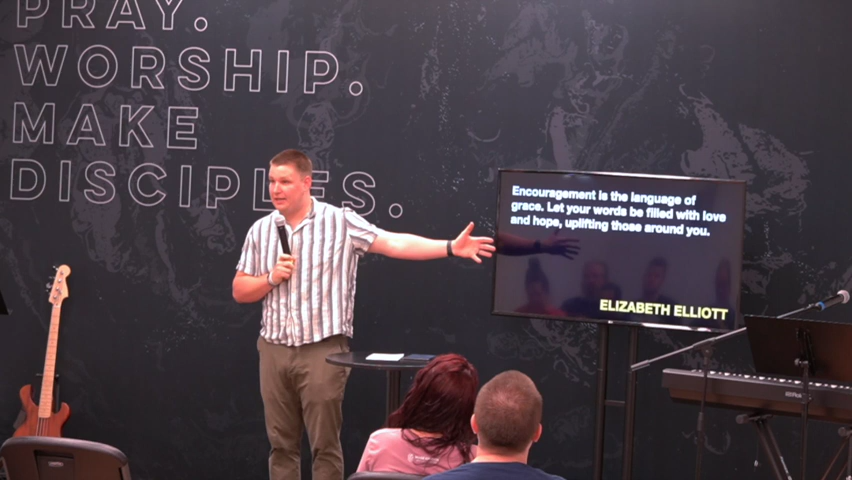 PRAY.
WORSHIP.
MAKE
DISCIPLES.
Encouragement is the language of
grace. Let your words be filled with love
and hope, uplifting those around you.
ELIZABETH ELLIOTT